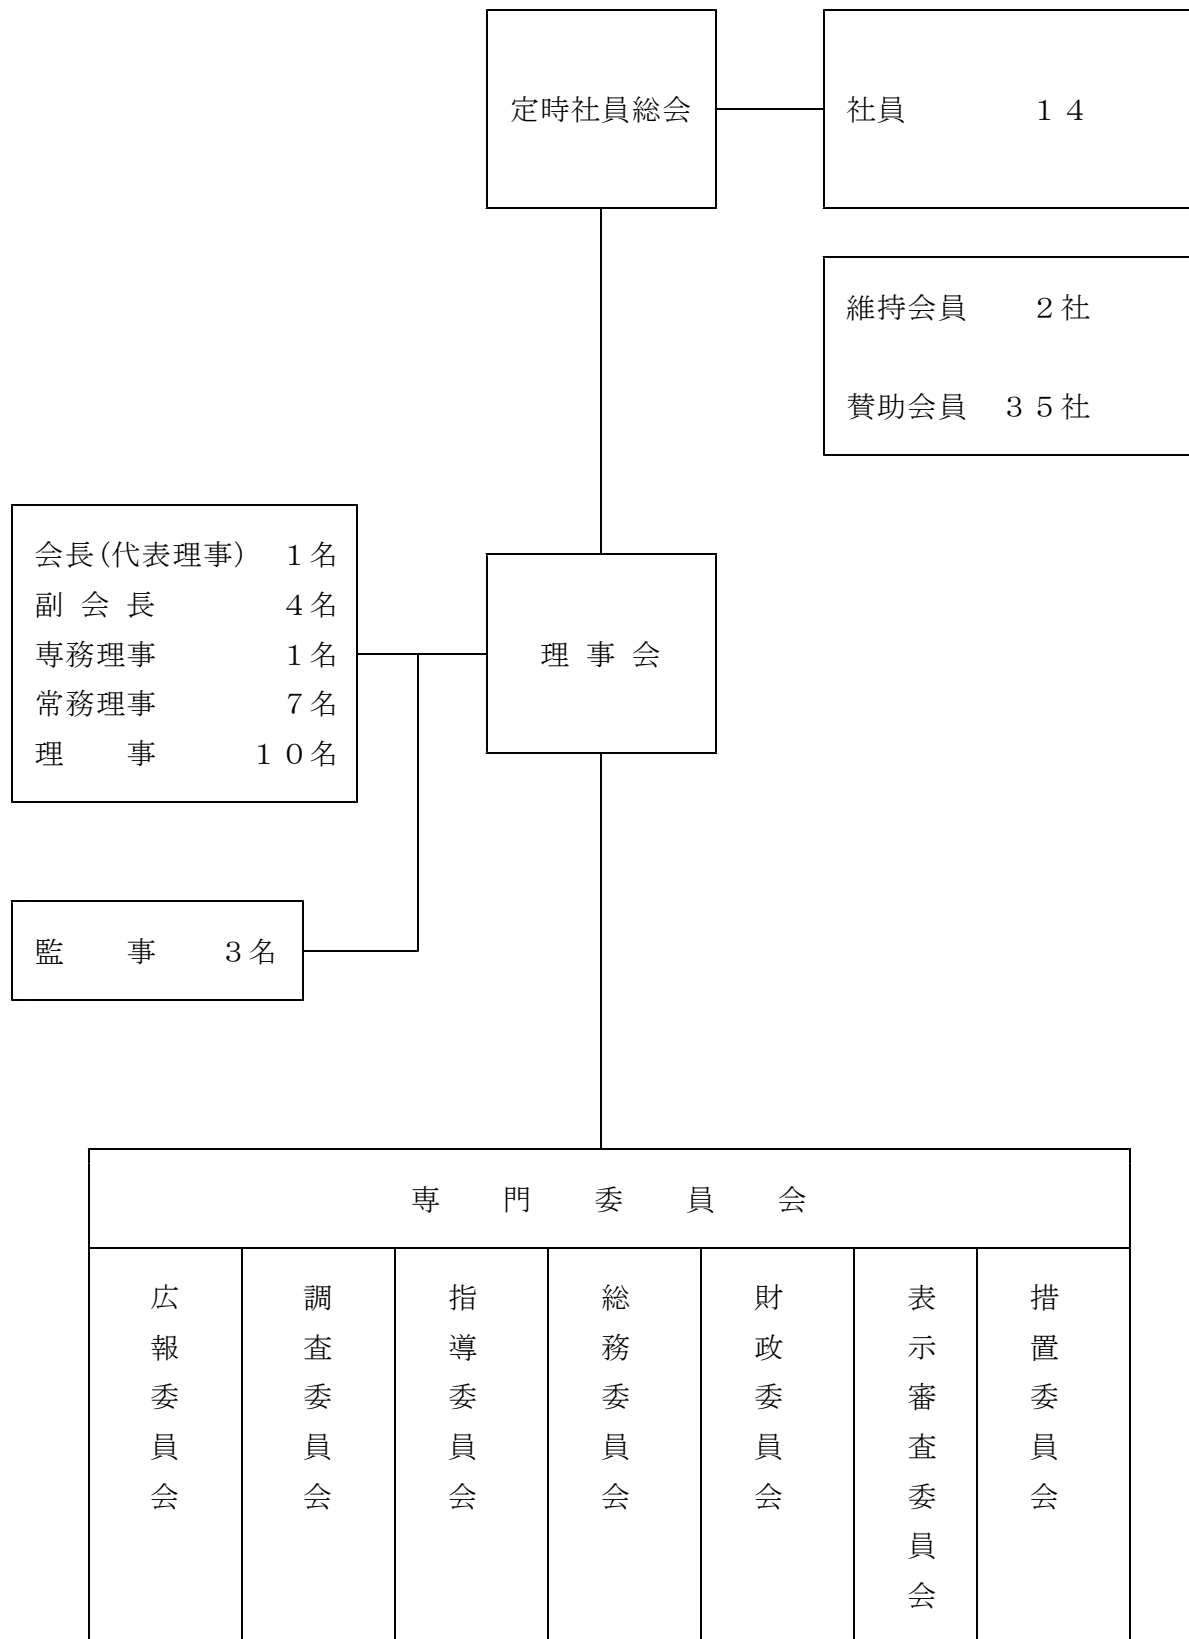 定時社員総会
社員　　　　１４
維持会員　　２社
賛助会員　３５社
会長(代表理事)　１名
副 会 長　　　　４名
専務理事　　　　１名
常務理事　　　　７名
理　　事　　　１０名
理 事 会
監　　事　　３名
専　門　委　員　会
広報委員会
調査委員会
指導委員会
総務委員会
財政委員会
表示審査委員会
措置委員会